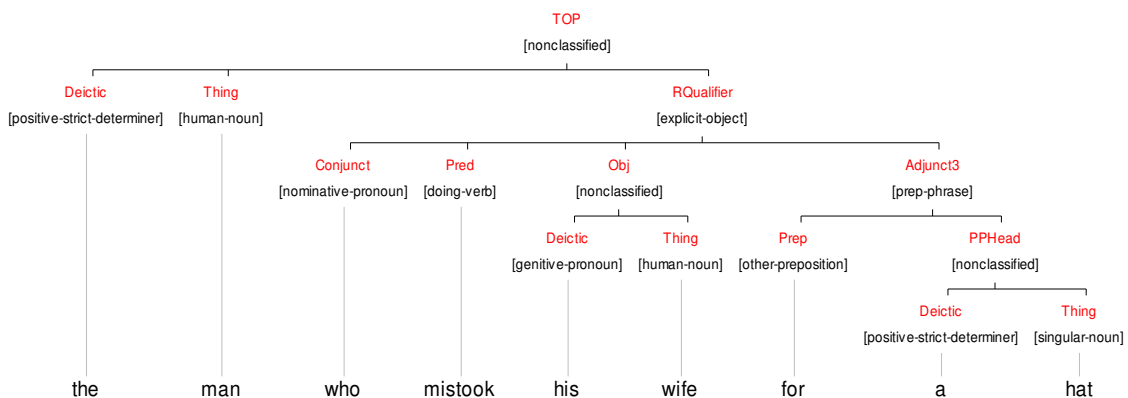 TOP
[nonclassified]
Deictic Thing RQualifier
[positive-strict-determiner] [human-noun] [explicit-object]
Conjunct Pred Obj Adjunct3
[nominative-pronoun] [doing-verb] [nonclassified] [prep-phrase]
Deictic Thing Prep PPHead
[genitive-pronoun] [human-noun] [other-preposition] [nonclassified]
Deictic Thing
[positive-strict-determiner] [singular-noun]
the man who mistook his wife for a hat